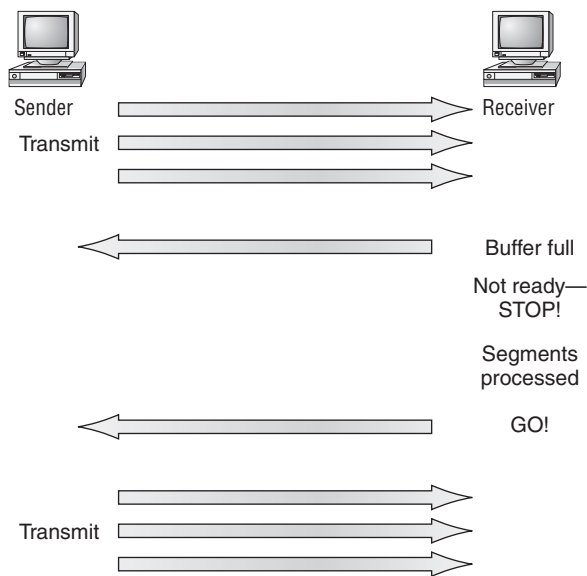 Sender
Receiver
Transmit
Buffer full
Not ready—
STOP!
Segments
processed
GO!
Transmit